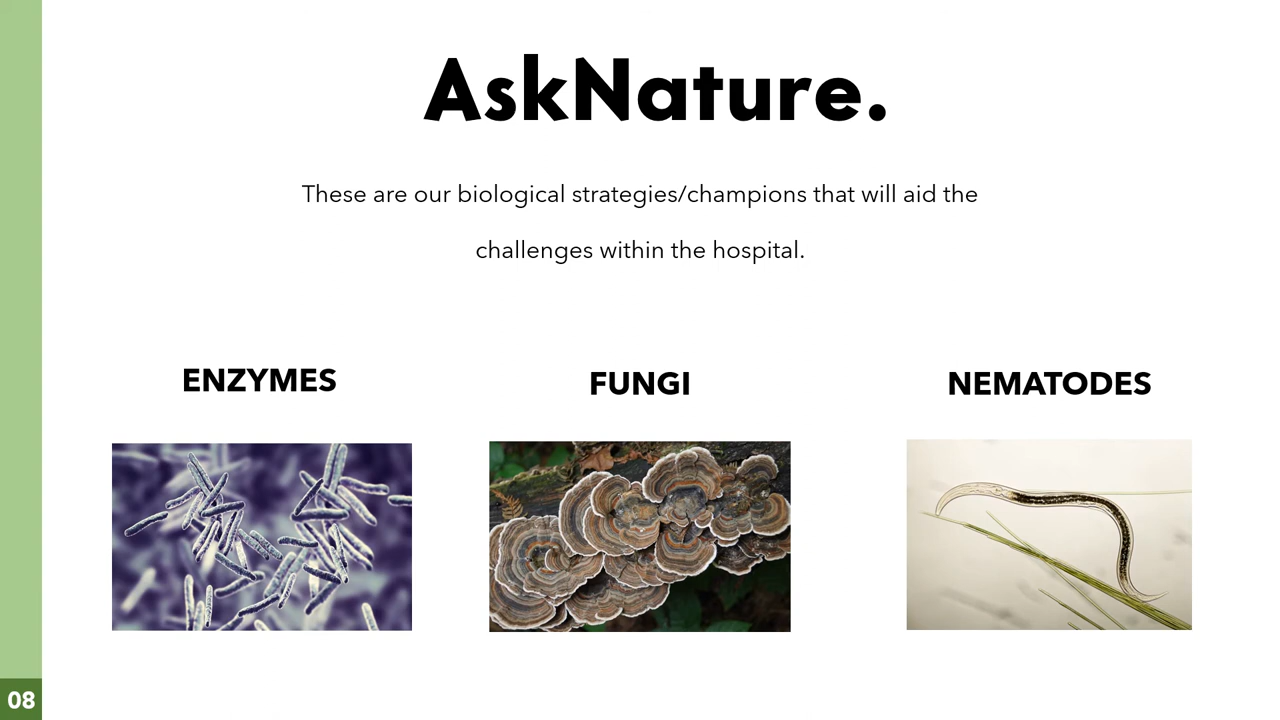 AskNature.
These are our biological strategies/champions that will aid the
challenges within the hospital.
ENZYMES
FUNGI
NEMATODES
08